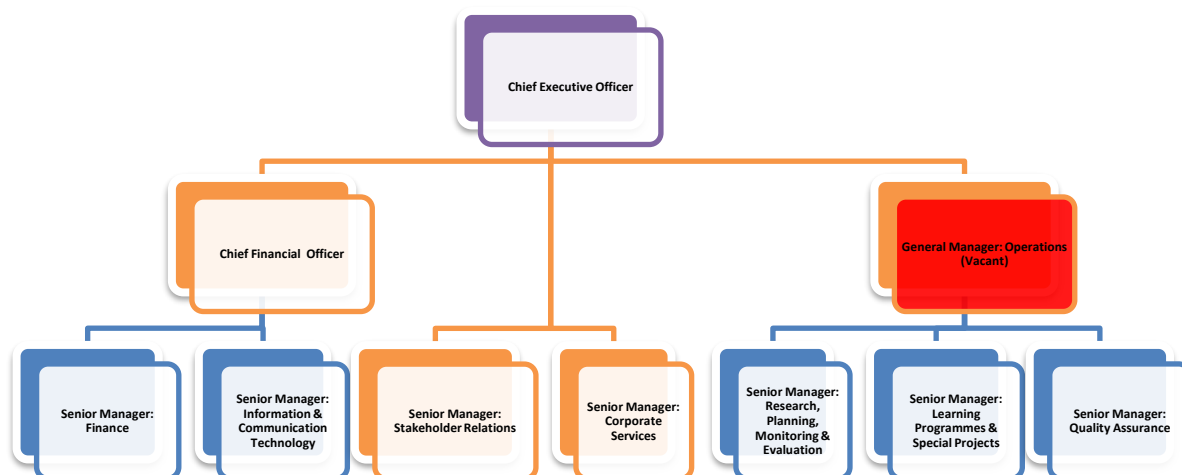 Chief Executive Officer
Chief Financial Officer
General Manager: Operations
(Vacant)
Senior Manager:
Finance
Senior Manager:
Information &
Communication
Technology
Senior Manager:
Stakeholder Relations
Senior Manager:
Corporate
Services
Senior Manager:
Research,
Planning,
Monitoring &
Evaluation
Senior Manager:
Learning
Programmes &
Special Projects
Senior Manager:
Quality Assurance